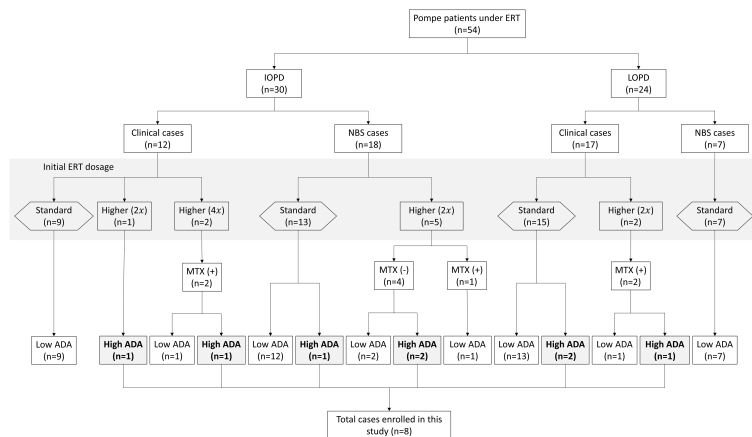 Pompe patients under ERT
(n=54)
IOPD
(n=30)
LOPD
(n=24)
Clinical cases
(n=12)
NBS cases
(n=18)
Clinical cases
(n=17)
NBS cases
(n=7)
Initial ERT dosage
Standard
(n=9)
Higher (2x)
(n=1)
Higher (4x)
(n=2)
Standard
(n=13)
Higher (2x)
(n=5)
Standard
(n=15)
Higher (2x)
(n=2)
Standard
(n=7)
MTX (+)
(n=2)
MTX (-)
(n=4)
MTX (+)
(n=1)
MTX (+)
(n=2)
Low ADA
(n=9)
High ADA
(n=1)
Low ADA
(n=1)
High ADA
(n=1)
Low ADA
(n=12)
High ADA
(n=1)
Low ADA
(n=2)
High ADA
(n=2)
Low ADA
(n=1)
Low ADA
(n=13)
High ADA
(n=2)
Low ADA
(n=1)
High ADA
(n=1)
Low ADA
(n=7)
Total cases enrolled in this
study (n=8)